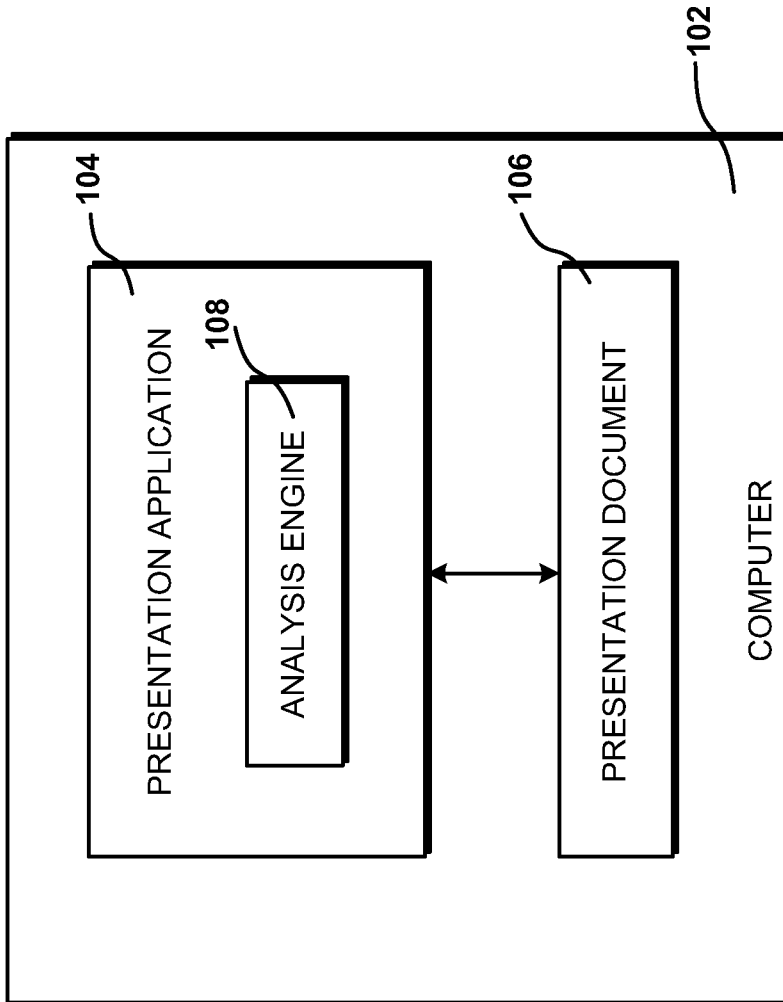 PRESENTATION APPLICATION
104
ANALYSIS ENGINE
108
PRESENTATION DOCUMENT
106
COMPUTER
102